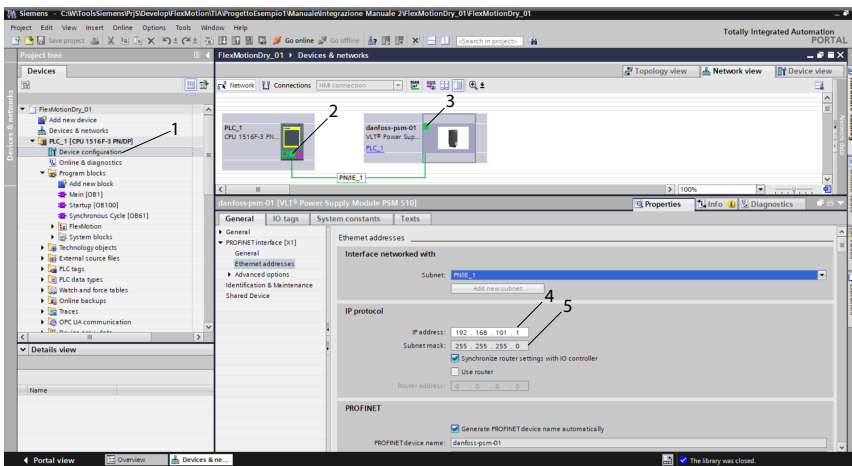 Siemens - C:\W\ToolsSiemens\PrjS\Develop\FlexMotion\TIA\ProgettoEsempio1\Manuale\Integrazione Manuale 2\FlexMotionDry_01\FlexMotionDry_01
Project Edit View Insert Online Options Tools Window Help
Totally Integrated Automation
PORTAL
Save project
Go online
Go offline
<Search in project>
Project tree
FlexMotionDry_01 › Devices & networks
Devices
Topology view
Network view
Device view
Network
Connections
HMI connection
Devices & networks
Hardware catalog
Network data
FlexMotionDry_01
Add new device
Devices & networks
PLC_1 [CPU 1516F-3 PN/DP]
Device configuration
Online & diagnostics
Program blocks
Add new block
Main [OB1]
Startup [OB100]
Synchronous Cycle [OB61]
FlexMotion
System blocks
Technology objects
External source files
PLC tags
PLC data types
Watch and force tables
Online backups
Traces
OPC UA communication
1
2
3
PLC_1
CPU 1516F-3 PN...
danfoss-psm-01
VLT® Power Sup...
PLC_1
PN/IE_1
100%
danfoss-psm-01 [VLT® Power Supply Module PSM 510]
Properties
Info
Diagnostics
General
IO tags
System constants
Texts
General
PROFINET interface [X1]
General
Ethernet addresses
Advanced options
Identification & Maintenance
Shared Device
Ethernet addresses
Interface networked with
Subnet: PN/IE_1
Add new subnet
4
5
IP protocol
IP address: 192 . 168 . 101 . 1
Subnet mask: 255 . 255 . 255 . 0
Synchronize router settings with IO controller
Use router
Router address: 0 . 0 . 0 . 0
PROFINET
Generate PROFINET device name automatically
PROFINET device name: danfoss-psm-01
Details view
Name
Portal view
Overview
Devices & ne...
The library was closed.